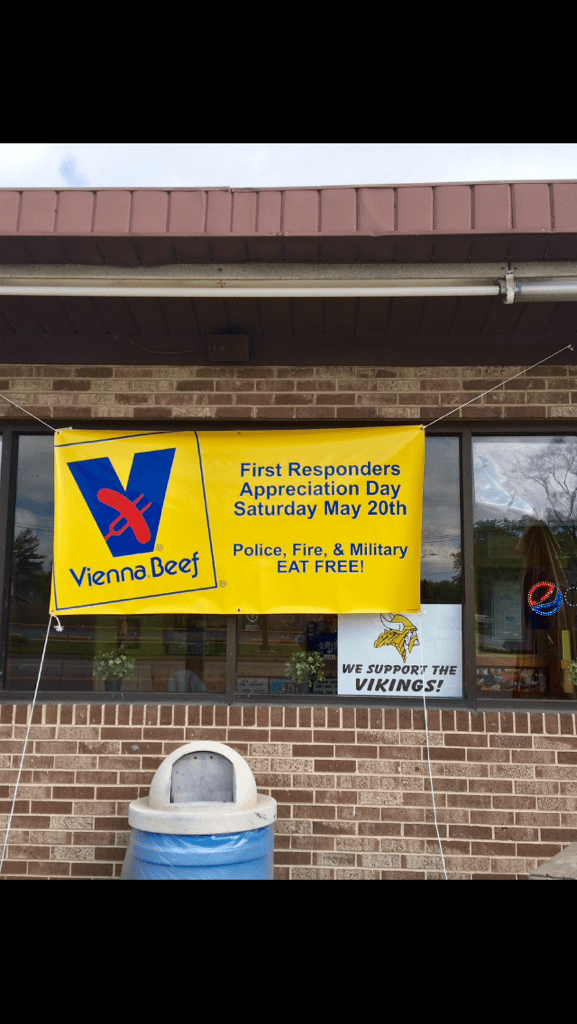 Vienna Beef
First Responders
Appreciation Day
Saturday May 20th
Police, Fire, & Military
EAT FREE!
WE SUPPORT THE
VIKINGS!